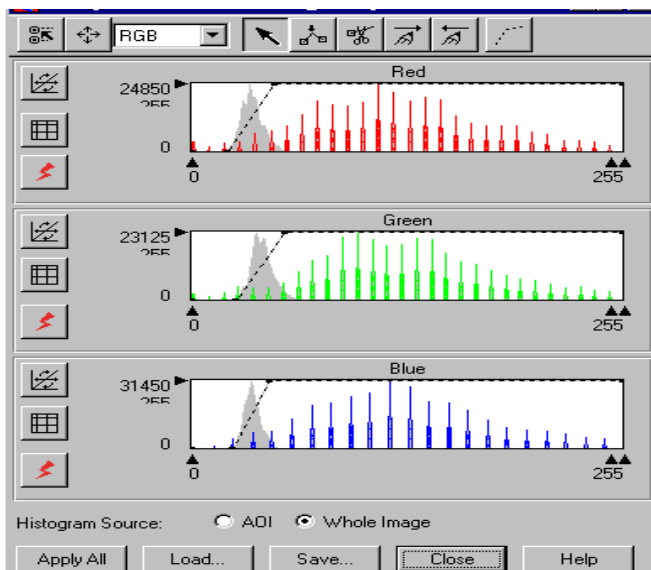 RGB
Red
24850
255
0
0 255
Green
23125
255
0
0 255
Blue
31450
255
0
0 255
Histogram Source: AOI Whole Image
Apply All Load... Save... Close Help